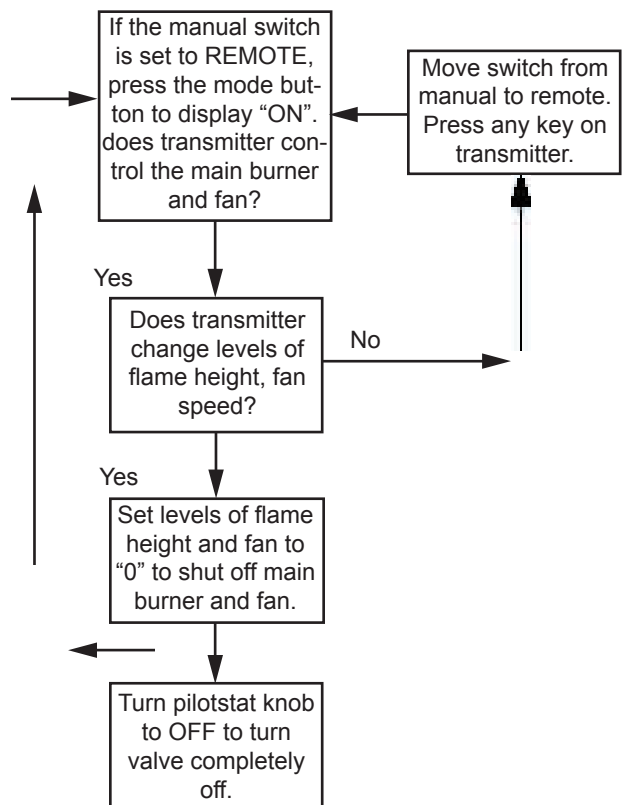 If the manual switch
is set to REMOTE,
press the mode but-
ton to display “ON”.
does transmitter con-
trol the main burner
and fan?
Move switch from
manual to remote.
Press any key on
transmitter.
Yes
Does transmitter
change levels of
flame height, fan
speed?
No
Yes
Set levels of flame
height and fan to
“0” to shut off main
burner and fan.
Turn pilotstat knob
to OFF to turn
valve completely
off.